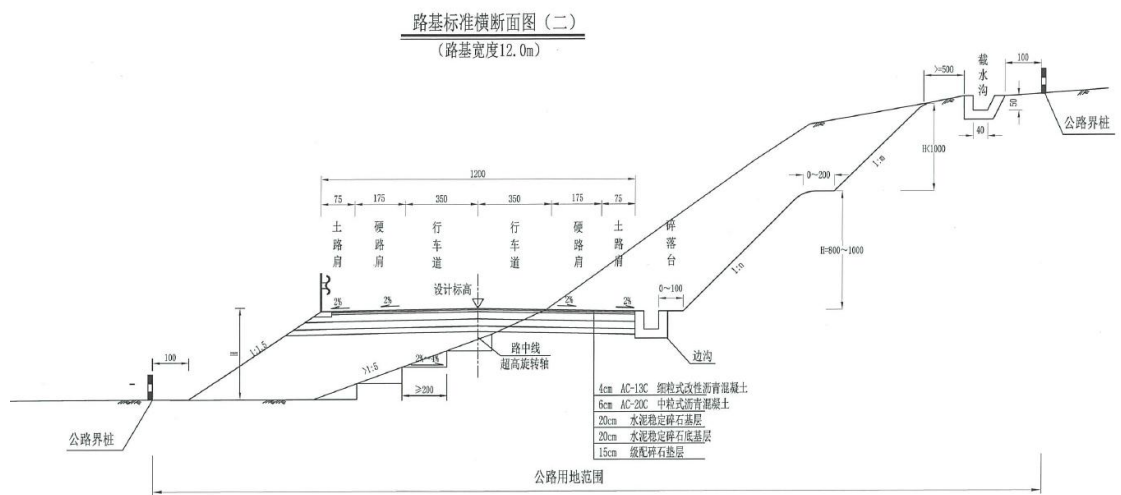 路基标准横断面图(二)
(路基宽度12.0m)
>=500
截水沟
100
50
40
公路界桩
H<1000
1:m
0~200
1200
75
175
350
350
175
75
土路肩
硬路肩
行车道
行车道
硬路肩
土路肩
碎落台
H=800~1000
1:m
设计标高
0~100
2%
2%
2%
2%
100
H
1:1.5
>1:5
2%~4%
≥200
路中线
超高旋转轴
边沟
4cm AC-13C 细粒式改性沥青混凝土
6cm AC-20C 中粒式沥青混凝土
20cm 水泥稳定碎石基层
20cm 水泥稳定碎石底基层
15cm 级配碎石垫层
公路界桩
公路用地范围